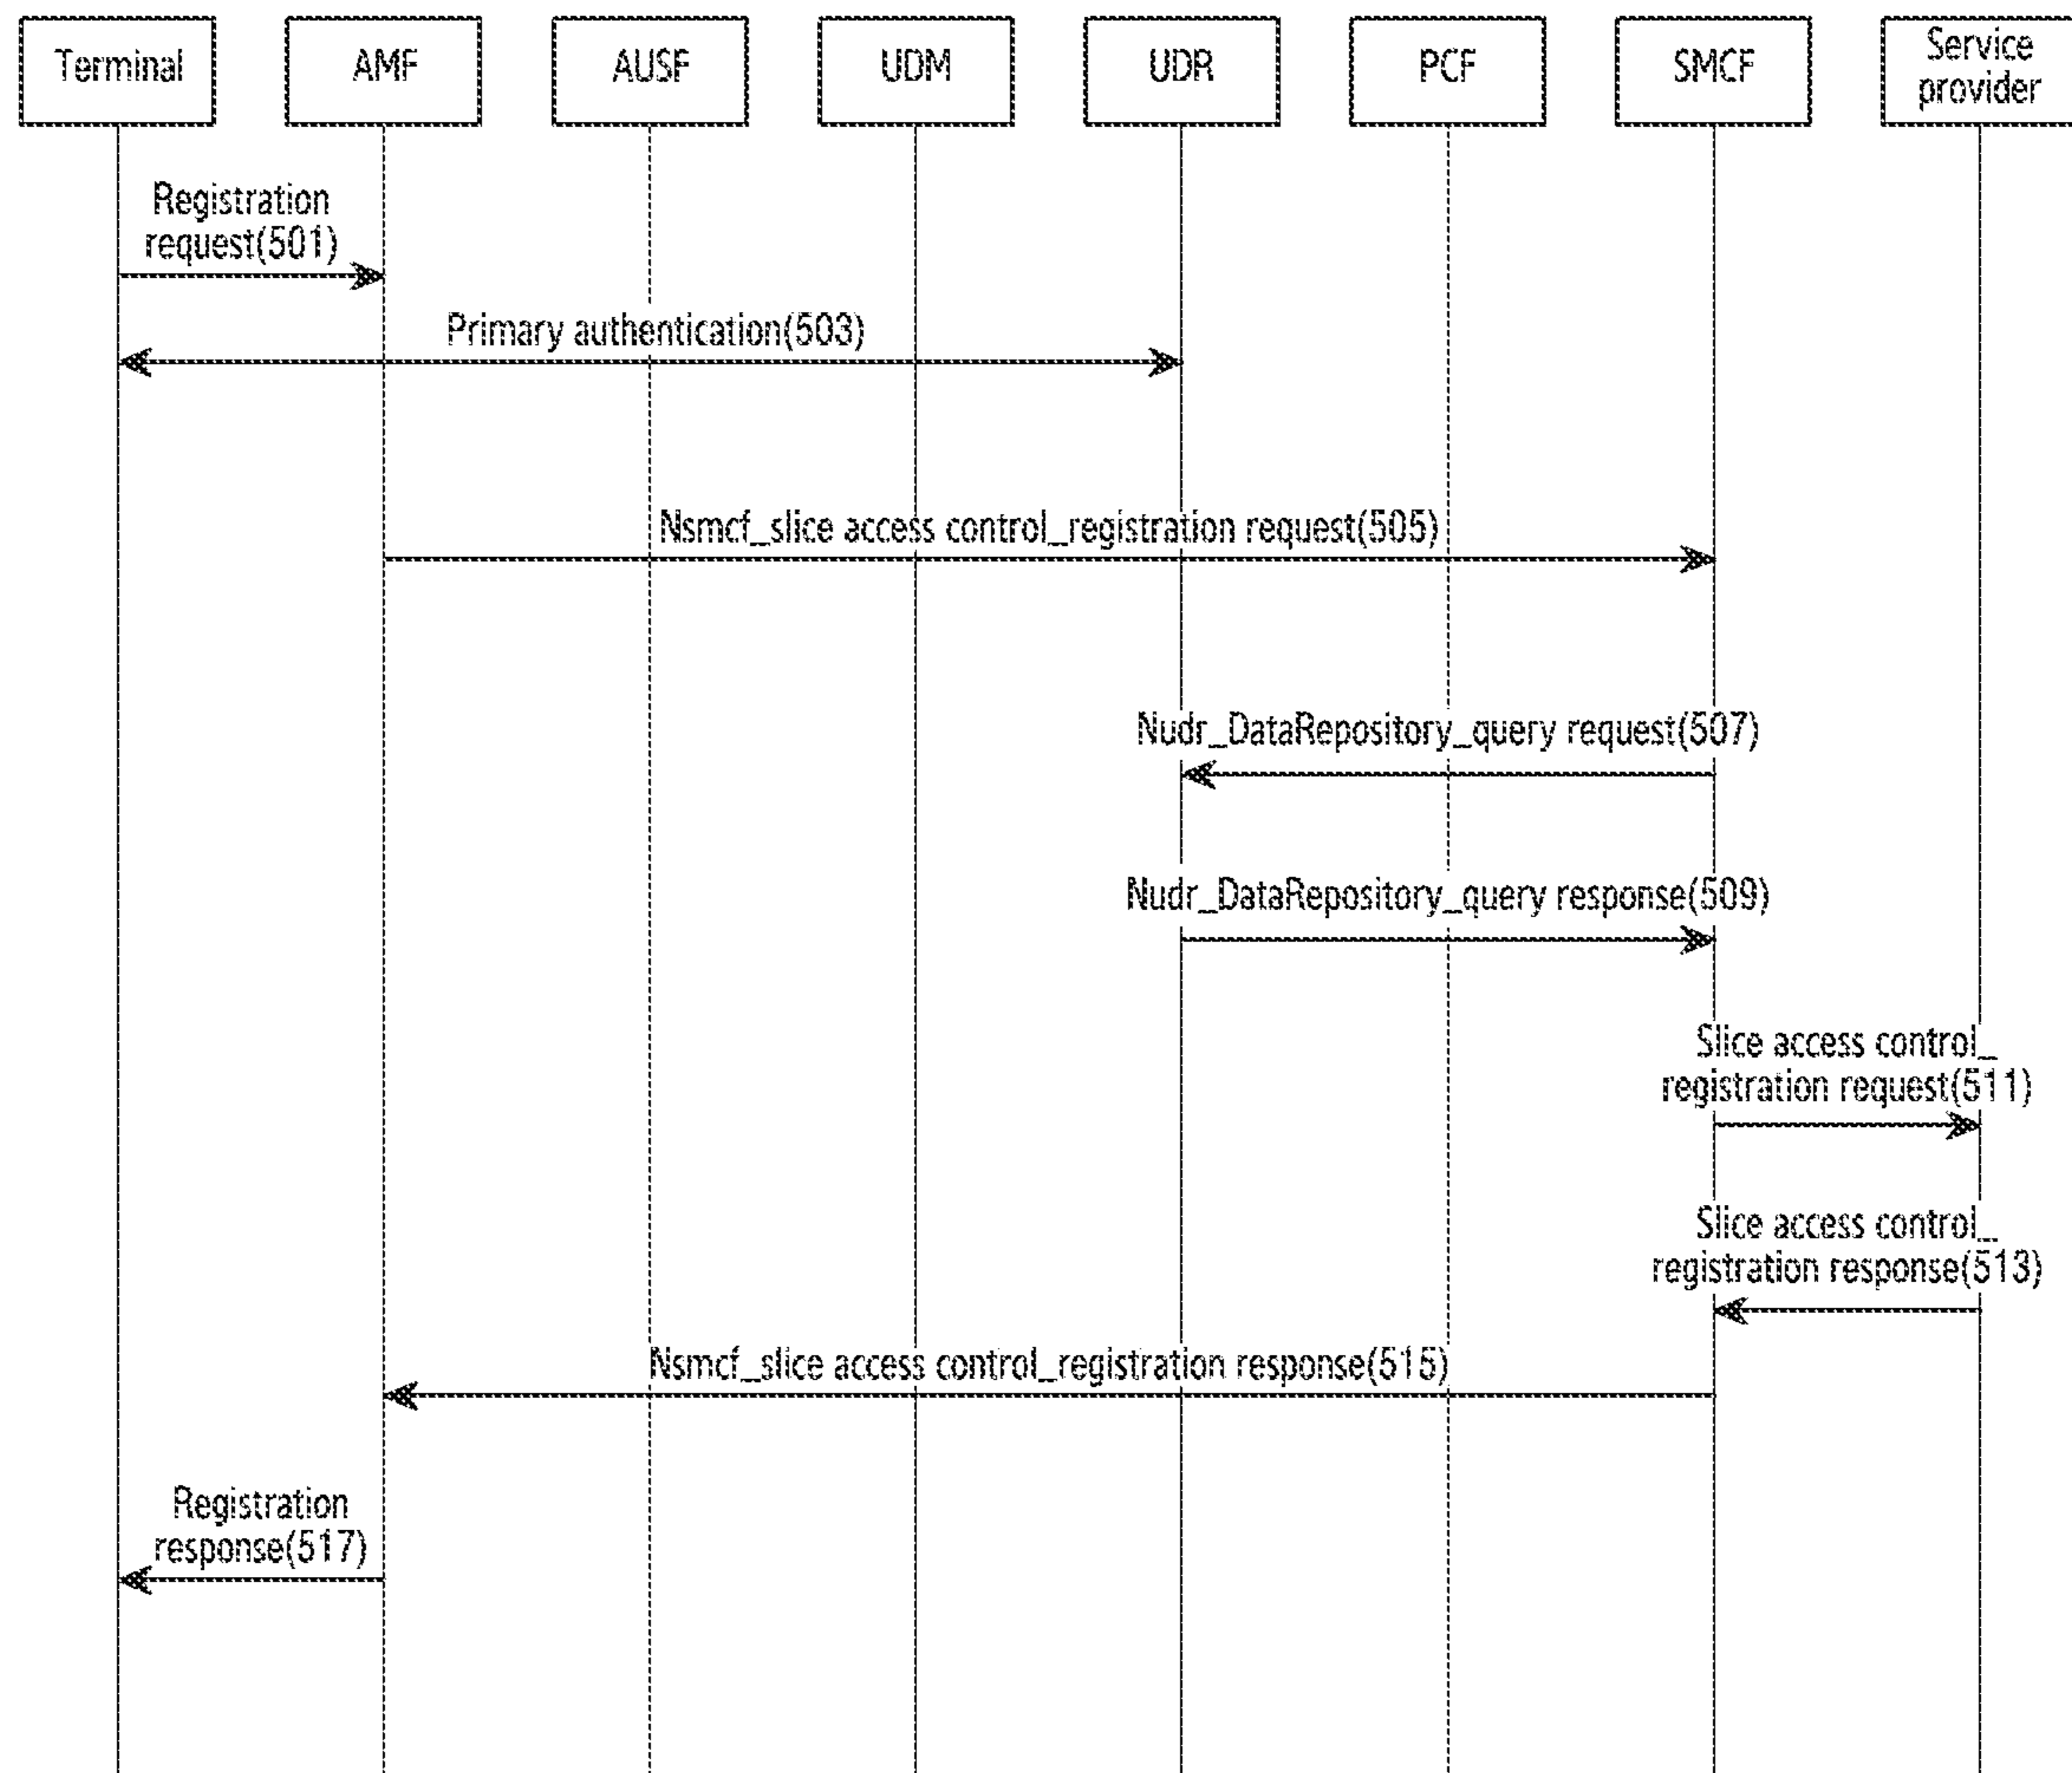 Terminal
AMF
AUSF
UDM
UDR
PCF
SMCF
Service
provider
Registration
request(501)
Primary authentication(503)
Nsmcf_slice access control_registration request(505)
Nudr_DataRepository_query request(507)
Nudr_DataRepository_query response(509)
Slice access control_
registration request(511)
Slice access control_
registration response(513)
Nsmcf_slice access control_registration response(515)
Registration
response(517)